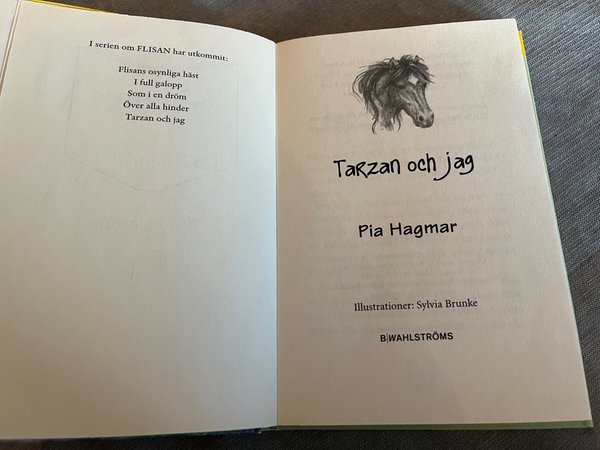 I serien om FLISAN har utkommit:
Flisans osynliga häst
I full galopp
Som i en dröm
Över alla hinder
Tarzan och jag
Tarzan och jag
Pia Hagmar
Illustrationer: Sylvia Brunke
B|WAHLSTRÖMS